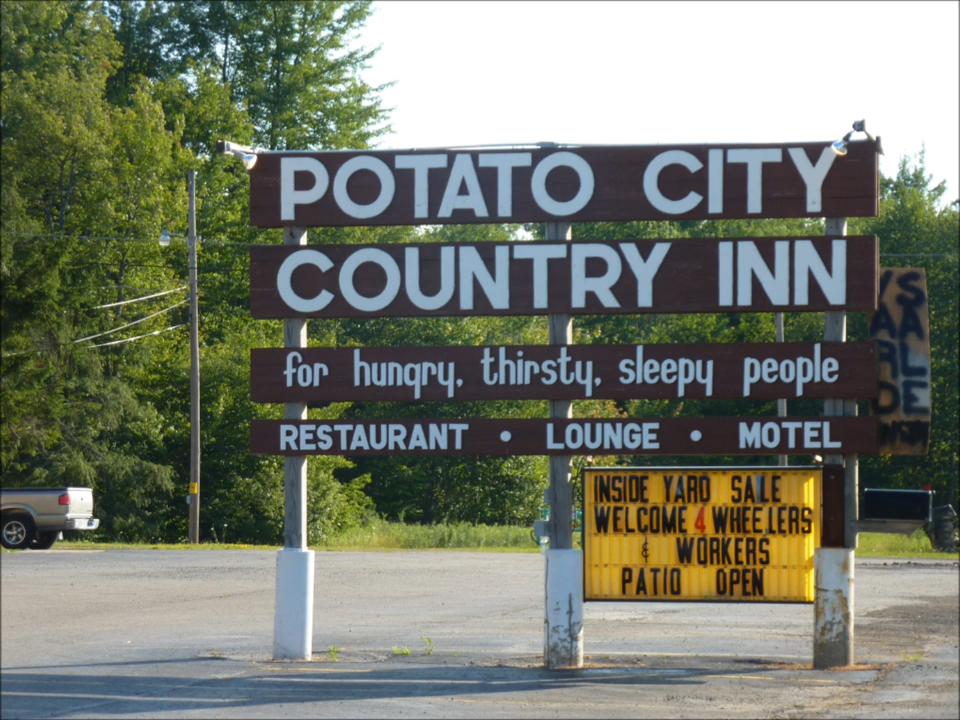 POTATO CITY
COUNTRY INN
for hungry, thirsty, sleepy people
RESTAURANT • LOUNGE • MOTEL
INSIDE YARD SALE
WELCOME 4 WHEELERS
& WORKERS
PATIO OPEN